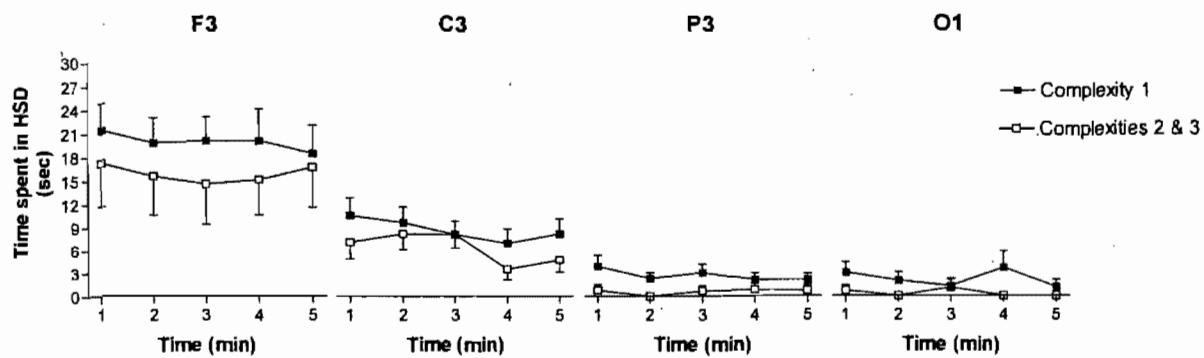 F3 C3 P3 O1
Time spent in HSD
(sec)
30
27
24
21
18
15
12
9
6
3
0
Complexity 1
Complexities 2 & 3
1 2 3 4 5 1 2 3 4 5 1 2 3 4 5 1 2 3 4 5
Time (min) Time (min) Time (min) Time (min)